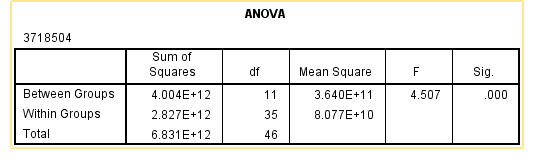 ANOVA
3718504
Sum of Squares df Mean Square F Sig.
Between Groups 4.004E+12 11 3.640E+11 4.507 .000
Within Groups 2.827E+12 35 8.077E+10
Total 6.831E+12 46